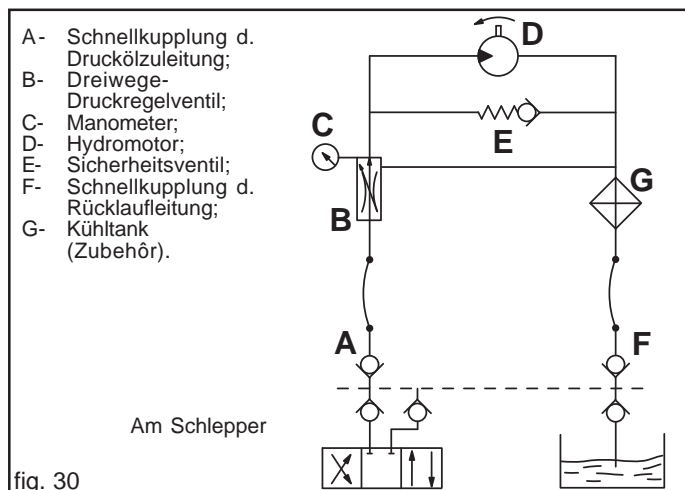 A- Schnellkupplung d.
Druckölzuleitung;
B- Dreiwege-
Druckregelventil;
C- Manometer;
D- Hydromotor;
E- Sicherheitsventil;
F- Schnellkupplung d.
Rücklaufleitung;
G- Kühltank
(Zubehôr).
D
C
E
G
B
A
F
Am Schlepper
fig. 30